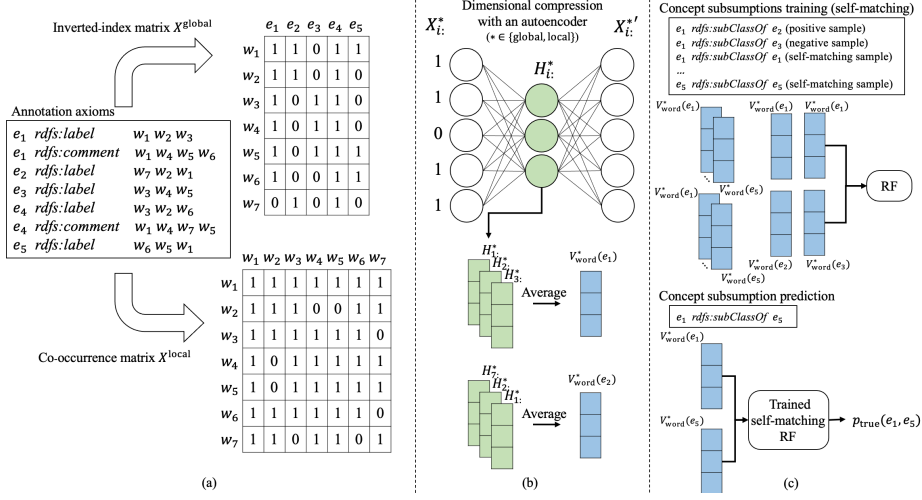 Inverted-index matrix X^global
e₁ e₂ e₃ e₄ e₅
w₁ 1 1 0 1 1
w₂ 1 1 0 1 0
w₃ 1 0 1 1 0
w₄ 1 0 1 1 0
w₅ 1 0 1 1 1
w₆ 1 0 0 1 1
w₇ 0 1 0 1 0
Annotation axioms
e₁ rdfs:label w₁ w₂ w₃
e₁ rdfs:comment w₁ w₄ w₅ w₆
e₂ rdfs:label w₇ w₂ w₁
e₃ rdfs:label w₃ w₄ w₅
e₄ rdfs:label w₃ w₂ w₆
e₄ rdfs:comment w₁ w₄ w₇ w₅
e₅ rdfs:label w₆ w₅ w₁
w₁ w₂ w₃ w₄ w₅ w₆ w₇
w₁ 1 1 1 1 1 1 1
w₂ 1 1 1 0 0 1 1
w₃ 1 1 1 1 1 1 0
w₄ 1 0 1 1 1 1 1
w₅ 1 0 1 1 1 1 1
w₆ 1 1 1 1 1 1 0
w₇ 1 1 0 1 1 0 1
Co-occurrence matrix X^local
(a)
Dimensional compression
with an autoencoder
(* ∈ {global, local})
X*ᵢ: X*′ᵢ:
H*ᵢ:
1
1
0
1
1
H*₁:
H*₂:
H*₃:
Average
V*word(e₁)
H*₇:
H*₂:
H*₁:
Average
V*word(e₂)
(b)
Concept subsumptions training (self-matching)
e₁ rdfs:subClassOf e₂ (positive sample)
e₁ rdfs:subClassOf e₃ (negative sample)
e₁ rdfs:subClassOf e₁ (self-matching sample)
...
e₅ rdfs:subClassOf e₅ (self-matching sample)
V*word(e₁) V*word(e₁) V*word(e₁)
...
V*word(e₅)
RF
V*word(e₁)
...
V*word(e₅)
V*word(e₂) V*word(e₃)
Concept subsumption prediction
e₁ rdfs:subClassOf e₅
V*word(e₁)
V*word(e₅)
Trained
self-matching
RF
p_true(e₁, e₅)
(c)